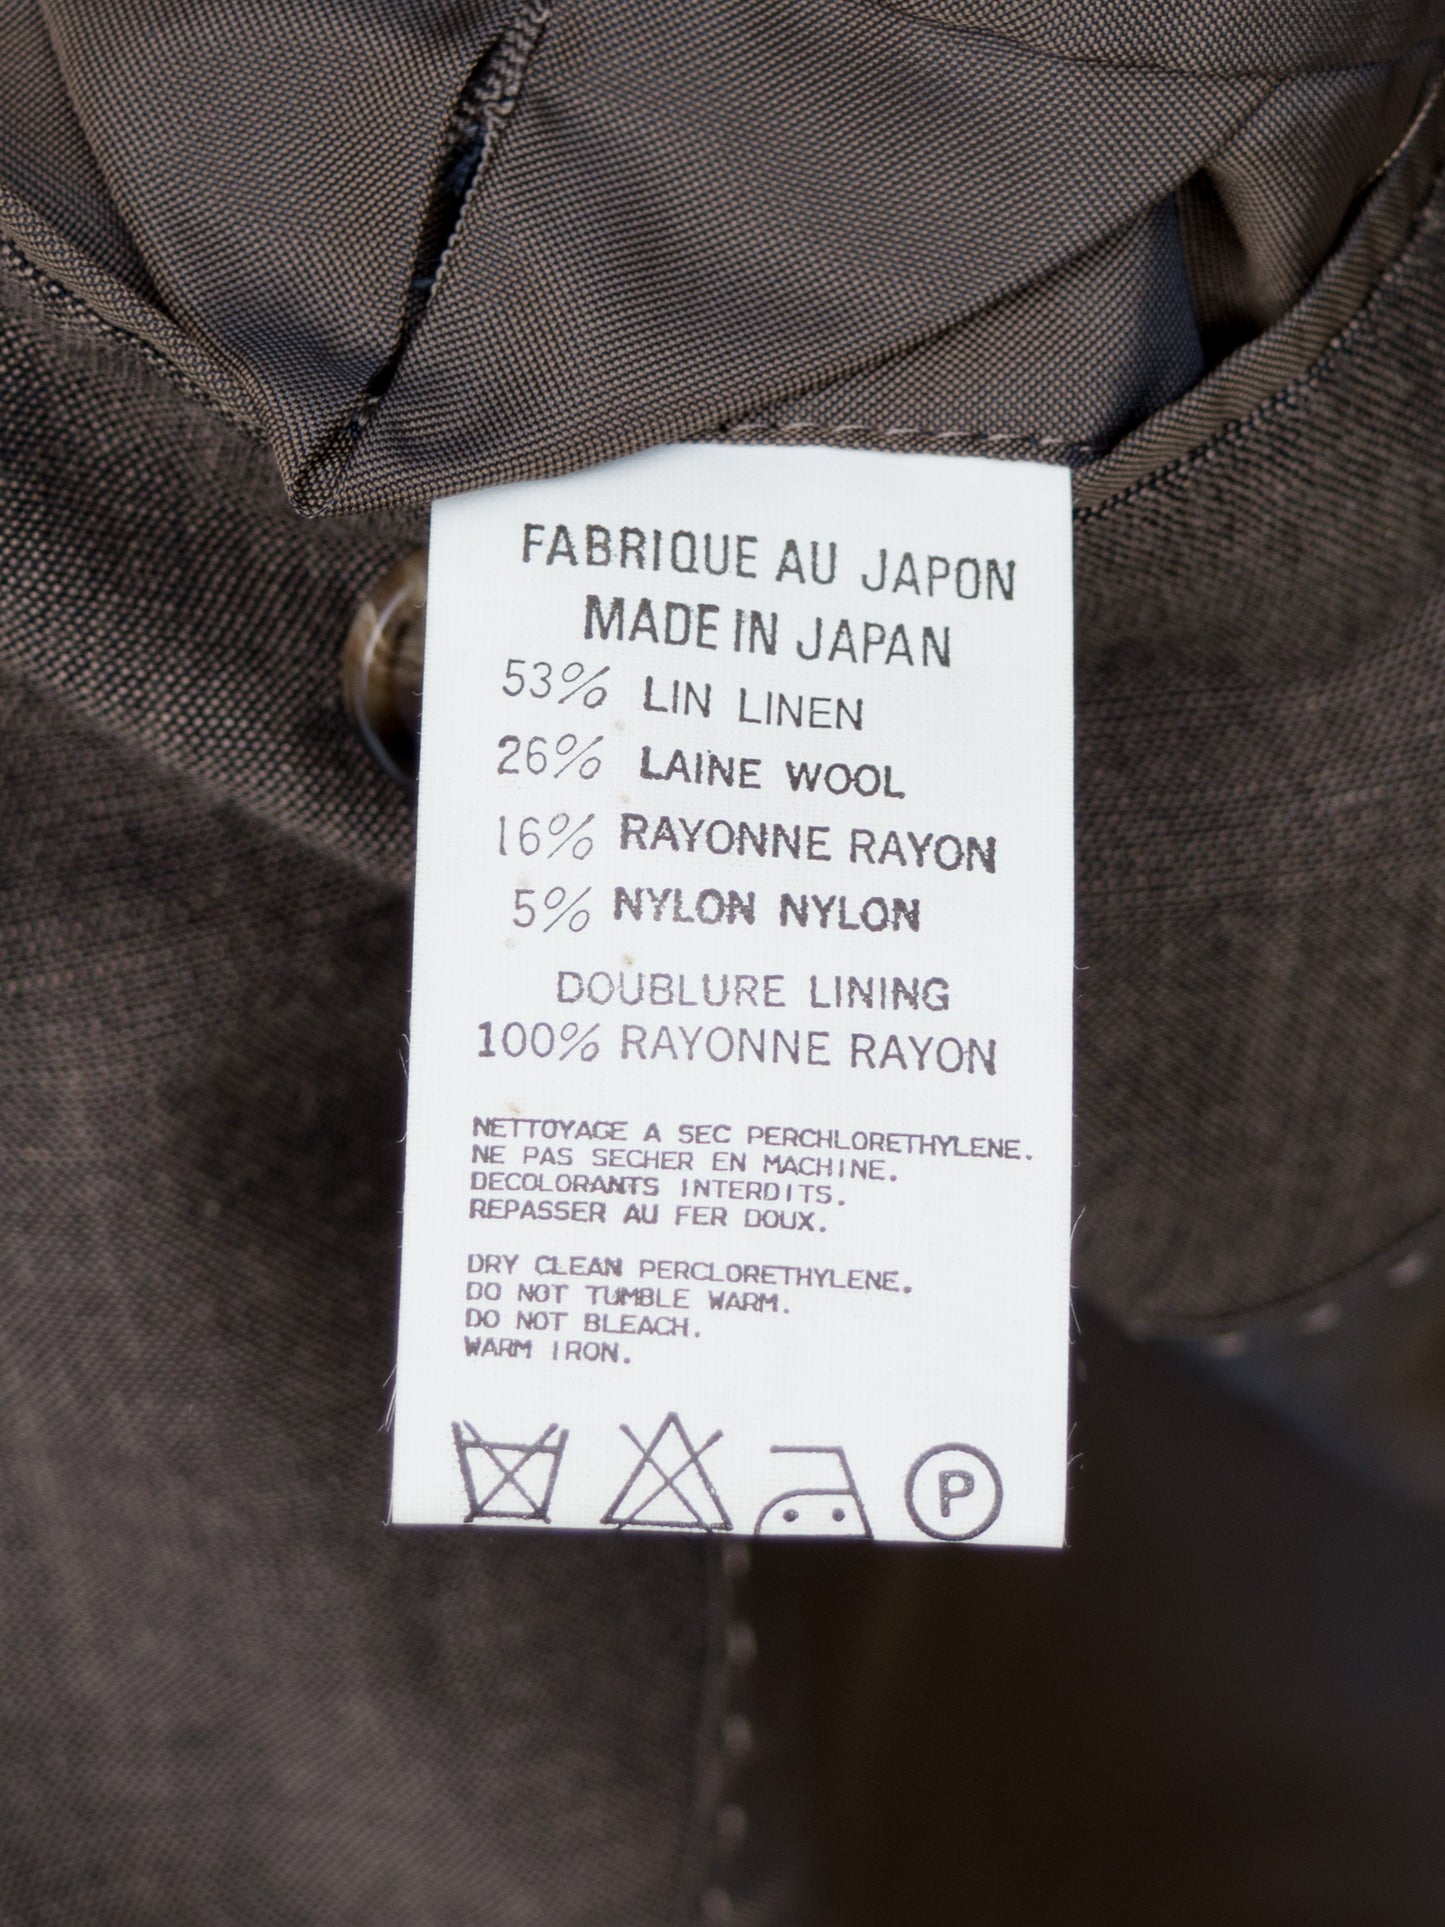 FABRIQUE AU JAPON
MADE IN JAPAN
53% LIN LINEN
26% LAINE WOOL
16% RAYONNE RAYON
5% NYLON NYLON
DOUBLURE LINING
100% RAYONNE RAYON
NETTOYAGE A SEC PERCHLORETHYLENE.
NE PAS SECHER EN MACHINE.
DECOLORANTS INTERDITS.
REPASSER AU FER DOUX.
DRY CLEAN PERCLORETHYLENE.
DO NOT TUMBLE WARM.
DO NOT BLEACH.
WARM IRON.
P